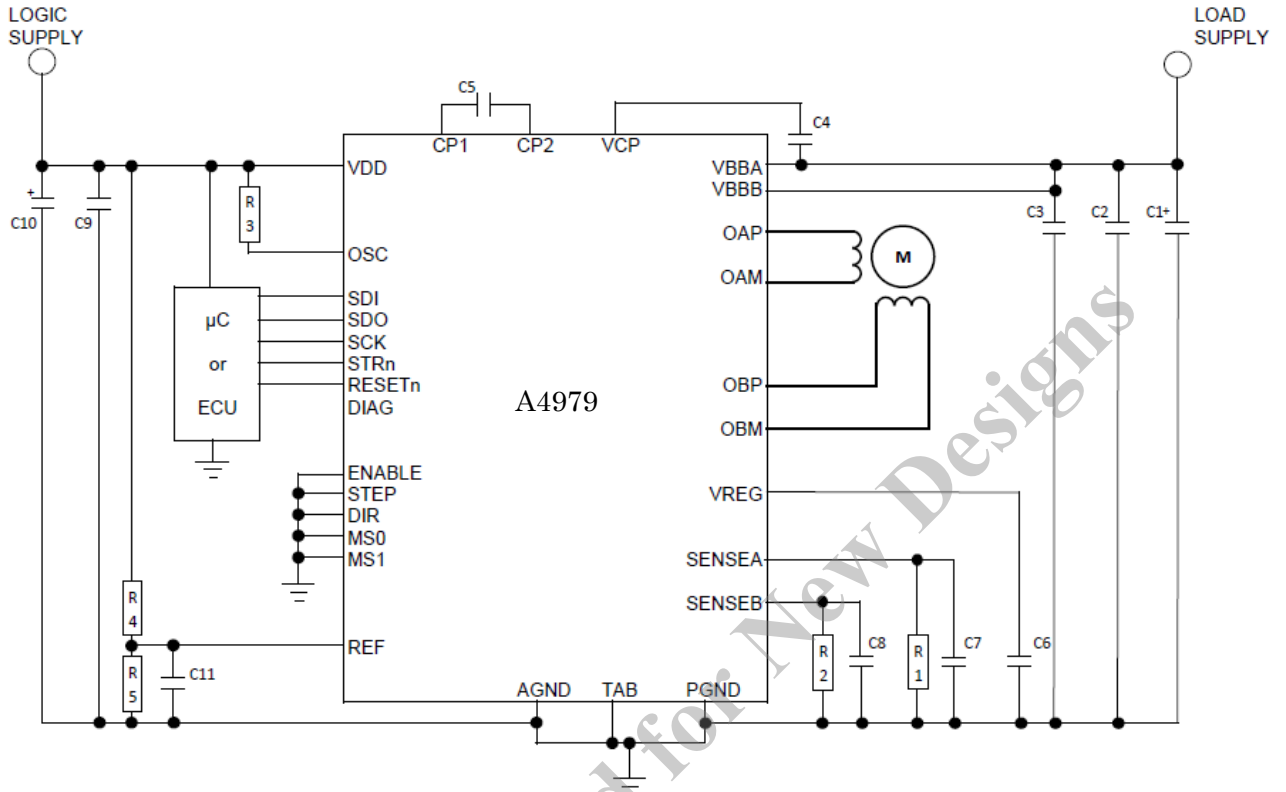 LOGIC
SUPPLY
LOAD
SUPPLY
C5
C4
CP1
CP2
VCP
VDD
VBBA
VBBB
+
C10
C9
R
3
C3
C2
C1+
OSC
OAP
OAM
M
SDI
SDO
SCK
STRn
RESETn
DIAG
µC
or
ECU
A4979
OBP
OBM
ENABLE
STEP
DIR
MS0
MS1
VREG
SENSEA
SENSEB
R
4
R
5
C11
REF
R
2
C8
R
1
C7
C6
AGND
TAB
PGND
d for New Designs